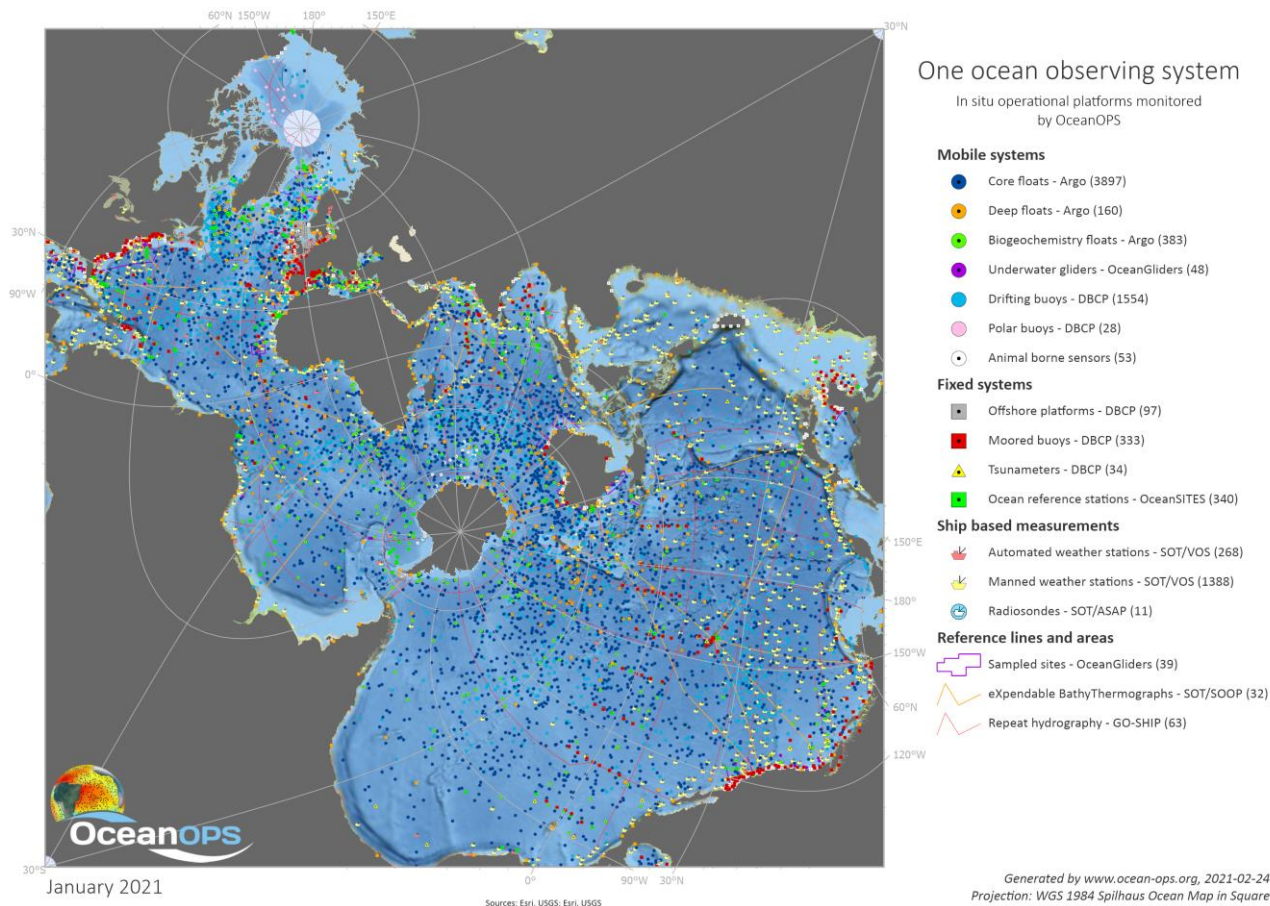 60°N 150°W 180° 150°E
30°N
30°N
90°W
0°
150°E
180°
150°W
60°N
120°W
30°S
0° 90°W 30°N
OceanOPS
January 2021
Sources: Esri, USGS; Esri, USGS
One ocean observing system
In situ operational platforms monitored
by OceanOPS
Mobile systems
Core floats - Argo (3897)
Deep floats - Argo (160)
Biogeochemistry floats - Argo (383)
Underwater gliders - OceanGliders (48)
Drifting buoys - DBCP (1554)
Polar buoys - DBCP (28)
Animal borne sensors (53)
Fixed systems
Offshore platforms - DBCP (97)
Moored buoys - DBCP (333)
Tsunameters - DBCP (34)
Ocean reference stations - OceanSITES (340)
Ship based measurements
Automated weather stations - SOT/VOS (268)
Manned weather stations - SOT/VOS (1388)
Radiosondes - SOT/ASAP (11)
Reference lines and areas
Sampled sites - OceanGliders (39)
eXpendable BathyThermographs - SOT/SOOP (32)
Repeat hydrography - GO-SHIP (63)
Generated by www.ocean-ops.org, 2021-02-24
Projection: WGS 1984 Spilhaus Ocean Map in Square